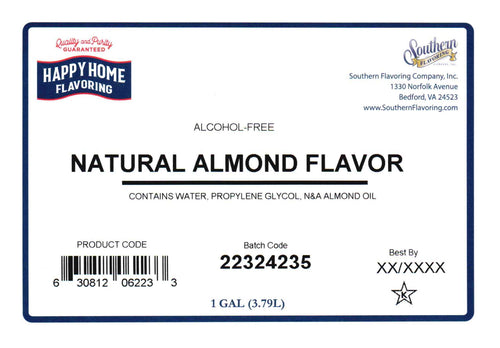 Quality and Purity
GUARANTEED
HAPPY HOME
FLAVORING
Southern
FLAVORING
Southern Flavoring Company, Inc.
1330 Norfolk Avenue
Bedford, VA 24523
www.SouthernFlavoring.com
ALCOHOL-FREE
NATURAL ALMOND FLAVOR
CONTAINS WATER, PROPYLENE GLYCOL, N&A ALMOND OIL
PRODUCT CODE
6 30812 06223 3
Batch Code
22324235
Best By
XX/XXXX
K
1 GAL (3.79L)